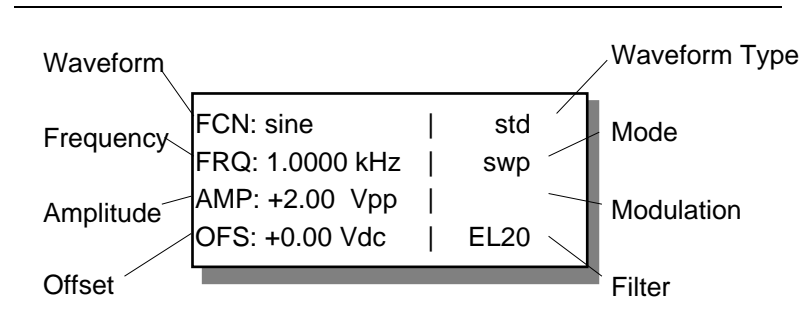 Waveform
Frequency
Amplitude
Offset
FCN: sine | std
FRQ: 1.0000 kHz | swp
AMP: +2.00 Vpp |
OFS: +0.00 Vdc | EL20
Waveform Type
Mode
Modulation
Filter